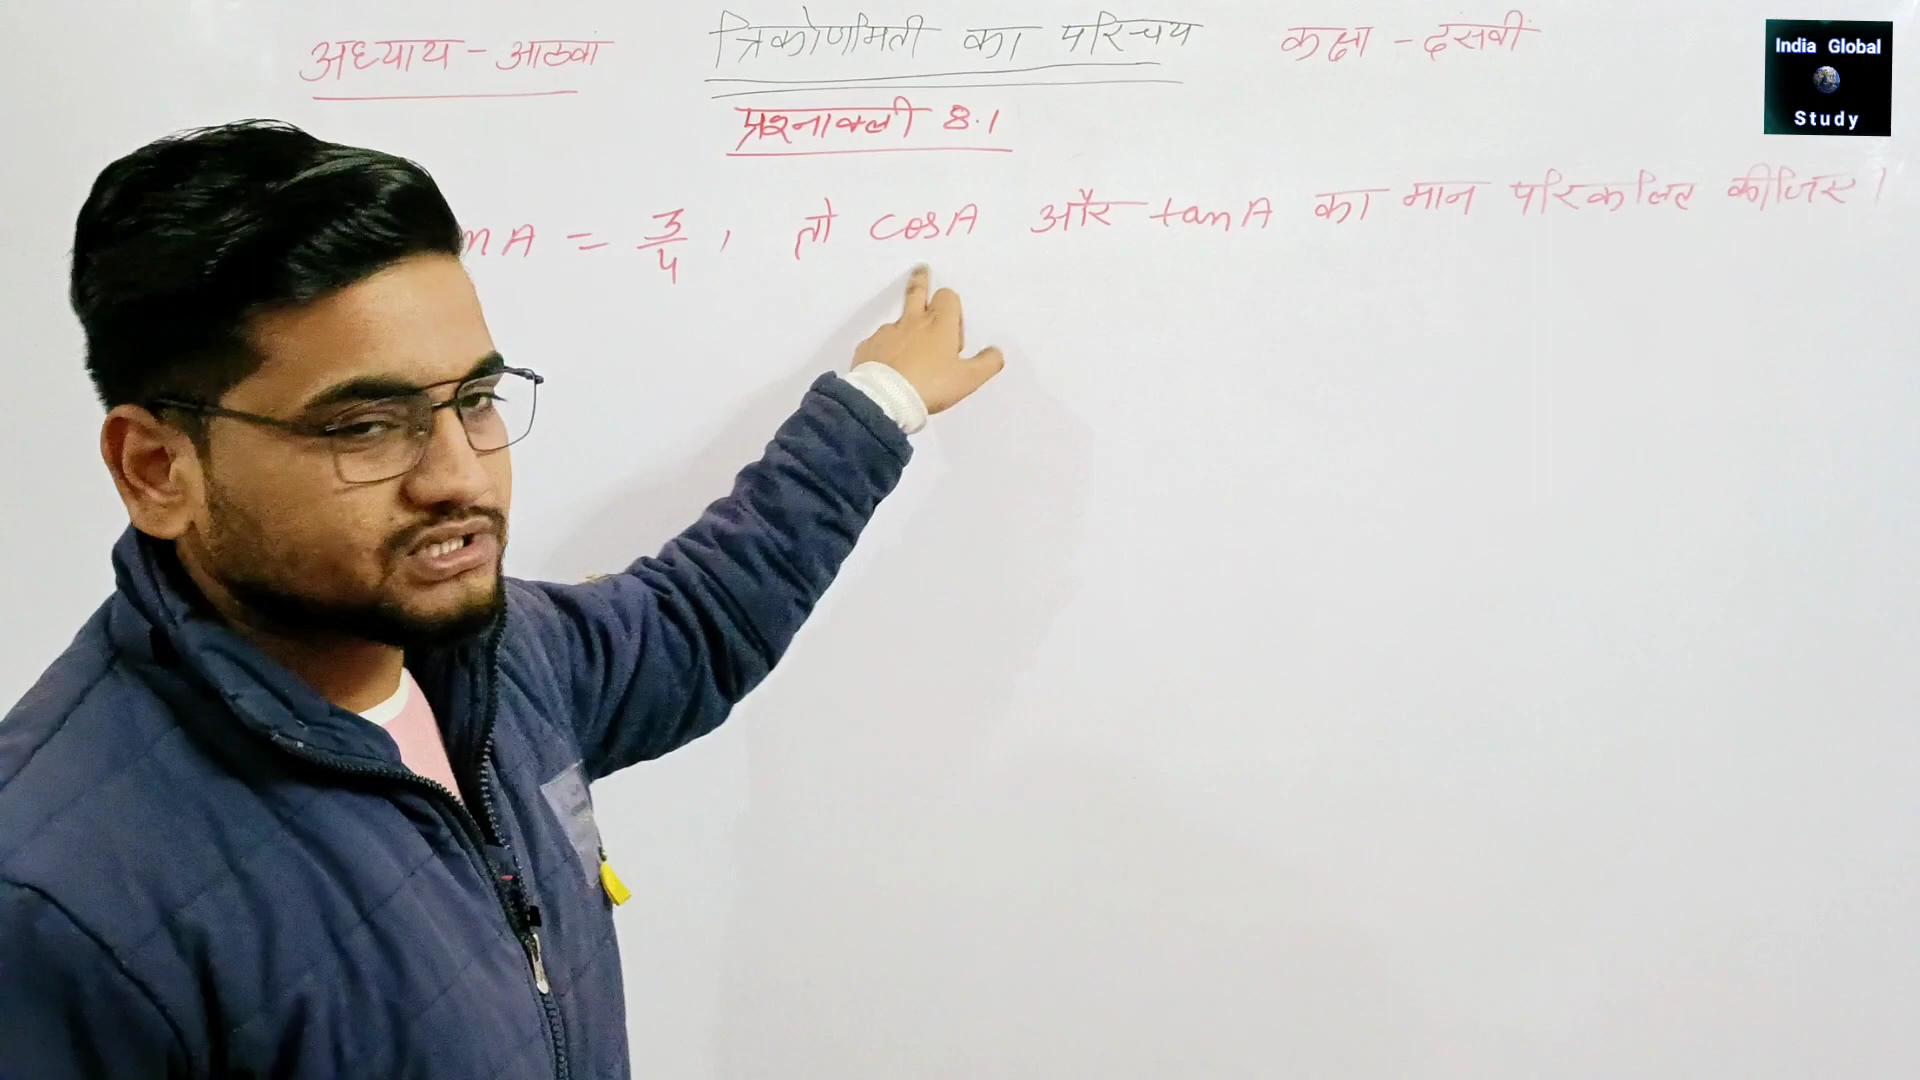 अध्याय - आठवां त्रिकोणमिती का परिचय कक्षा - दसवीं
India Global
Study
प्रश्नावली 8.1
A = 3/4, तो cosA और tanA का मान परिकलित कीजिए।